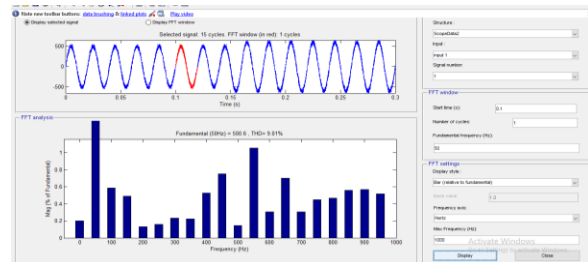 Note new toolbar buttons: data brushing & linked plots Play video
Display selected signal
Display FFT window
Selected signal: 15 cycles. FFT window (in red): 1 cycles
500
0
-500
0
0.05
0.1
0.15
0.2
0.25
0.3
Time (s)
FFT analysis
Fundamental (50Hz) = 588.6 , THD= 9.01%
Mag (% of Fundamental)
1
0.8
0.6
0.4
0.2
0
0
100
200
300
400
500
600
700
800
900
1000
Frequency (Hz)
Structure :
ScopeData2
Input :
input 1
Signal number:
1
FFT window
Start time (s):
0.1
Number of cycles:
1
Fundamental frequency (Hz):
50
FFT settings
Display style :
Bar (relative to fundamental)
Base value:
1.0
Frequency axis:
Hertz
Max Frequency (Hz):
1000
Activate Windows
Display
Close